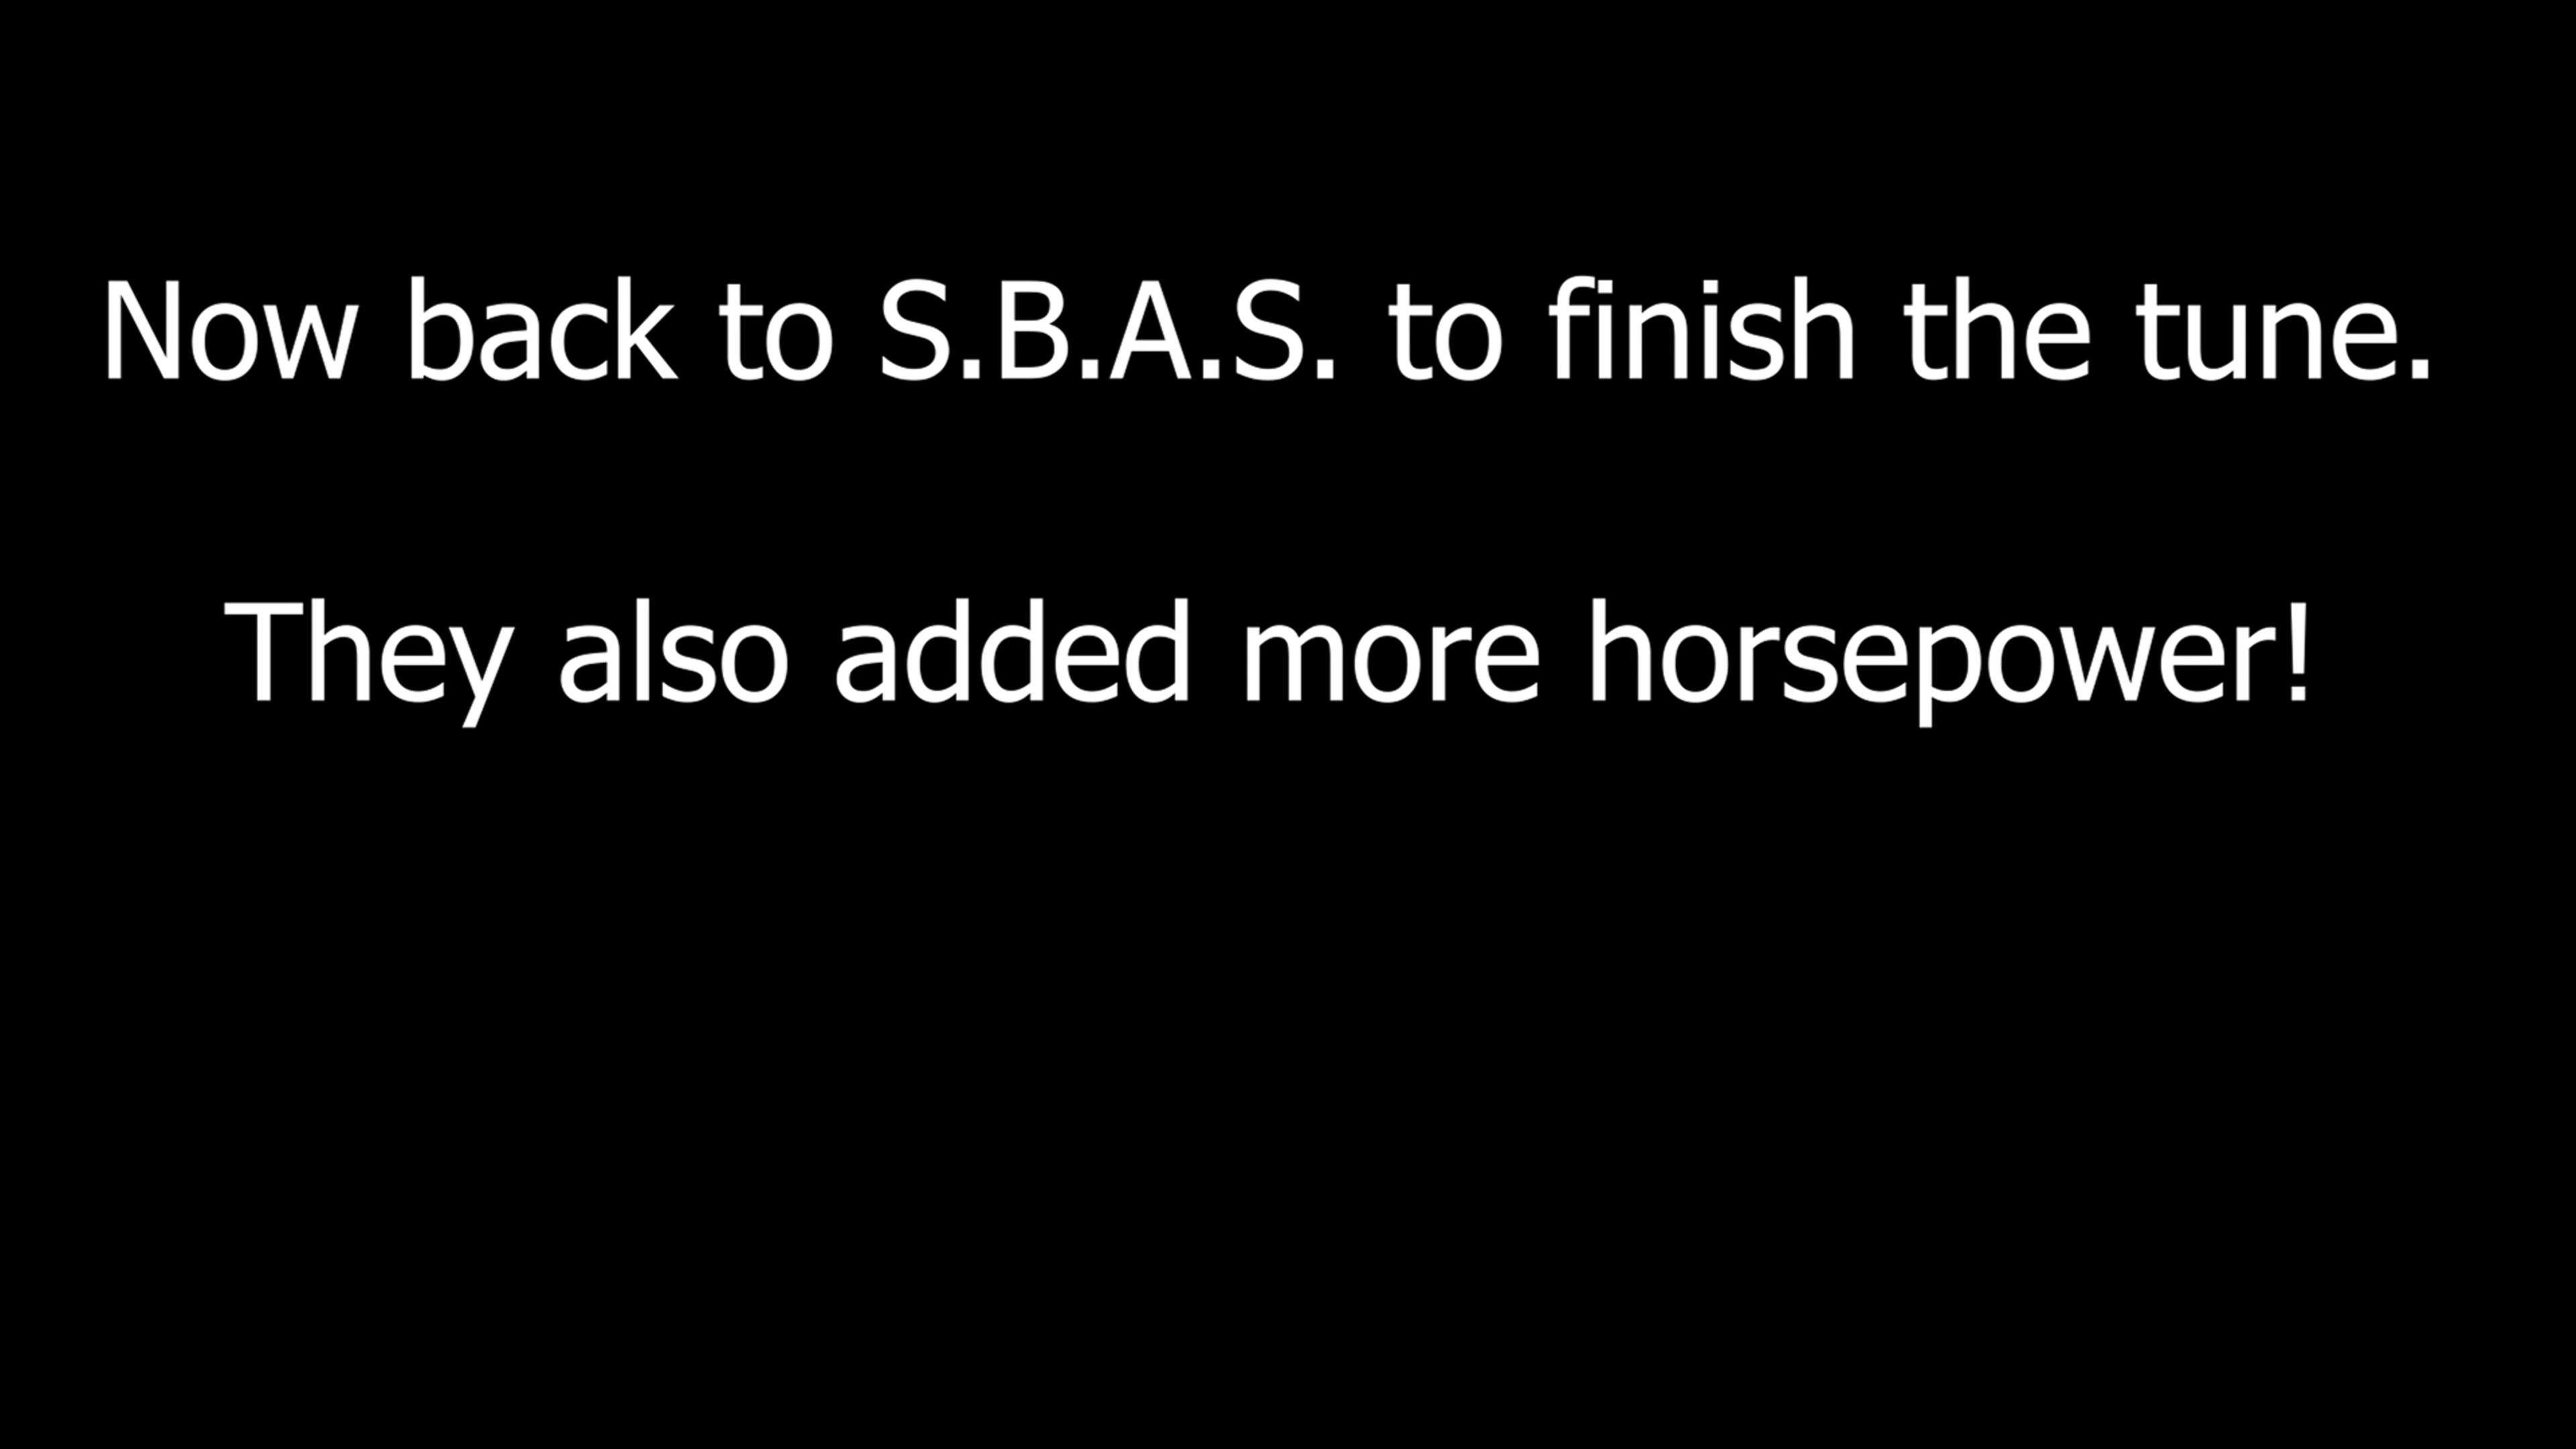 Now back to S.B.A.S. to finish the tune.
They also added more horsepower!